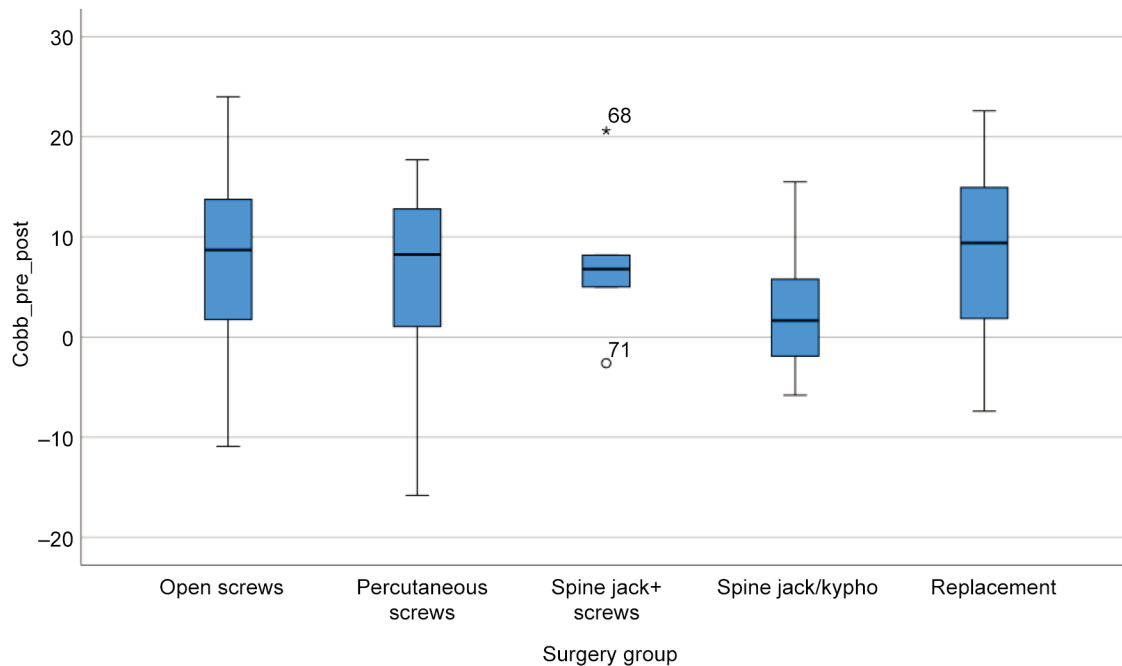 30
20
10
0
–10
–20
Cobb_pre_post
68
*
71
Open screws
Percutaneous
screws
Spine jack+
screws
Spine jack/kypho
Replacement
Surgery group